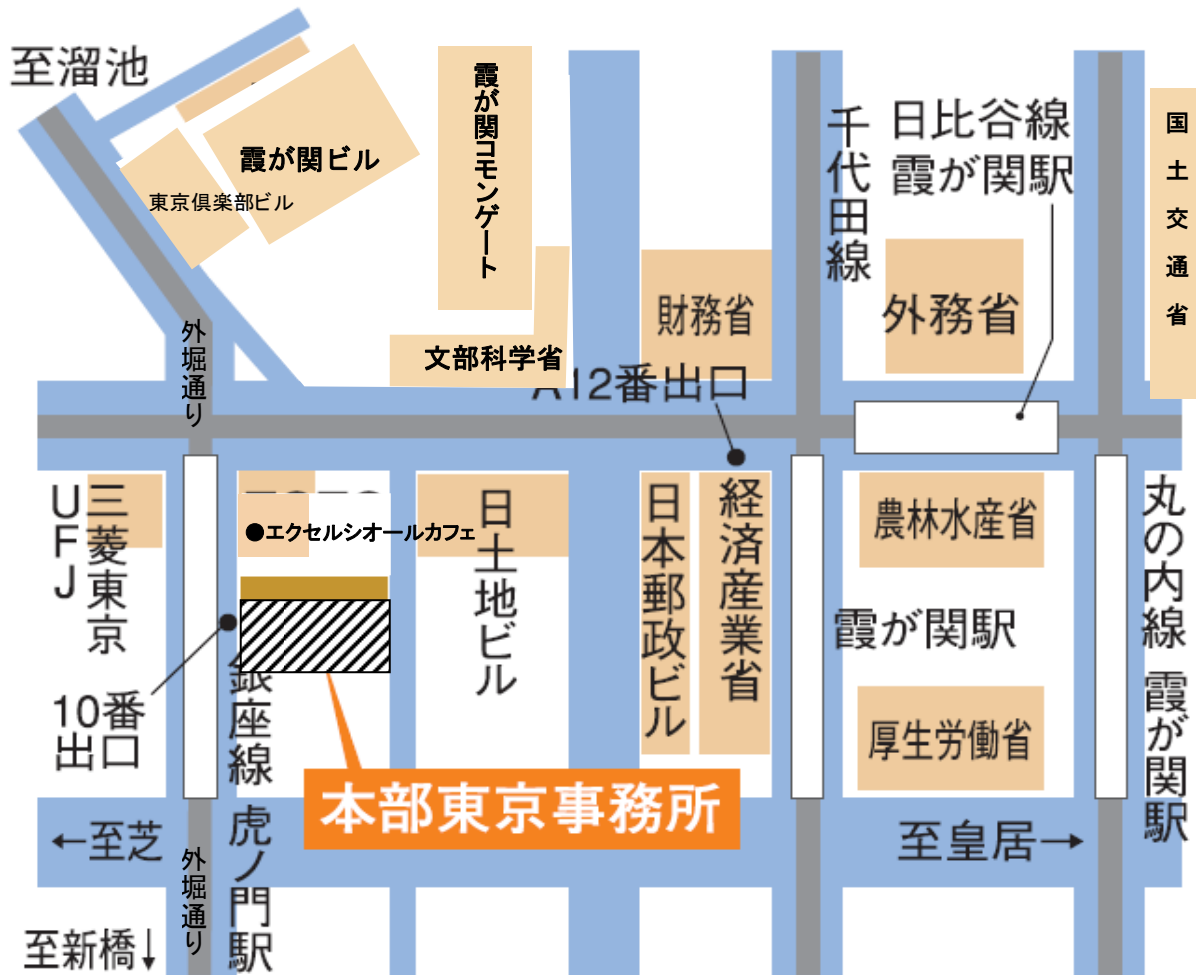 至溜池
霞が関ビル
東京倶楽部ビル
霞が関コモンゲート
文部科学省
外堀通り
財務省
A12番出口
千代田線
日比谷線
霞が関駅
外務省
国土交通省
三菱東京
UFJ
●エクセルシオールカフェ
日土地ビル
日本郵政ビル
経済産業省
農林水産省
霞が関駅
厚生労働省
丸の内線 霞が関駅
10番
出口
銀座線 虎ノ門駅
本部東京事務所
←至芝
至皇居→
外堀通り
至新橋↓